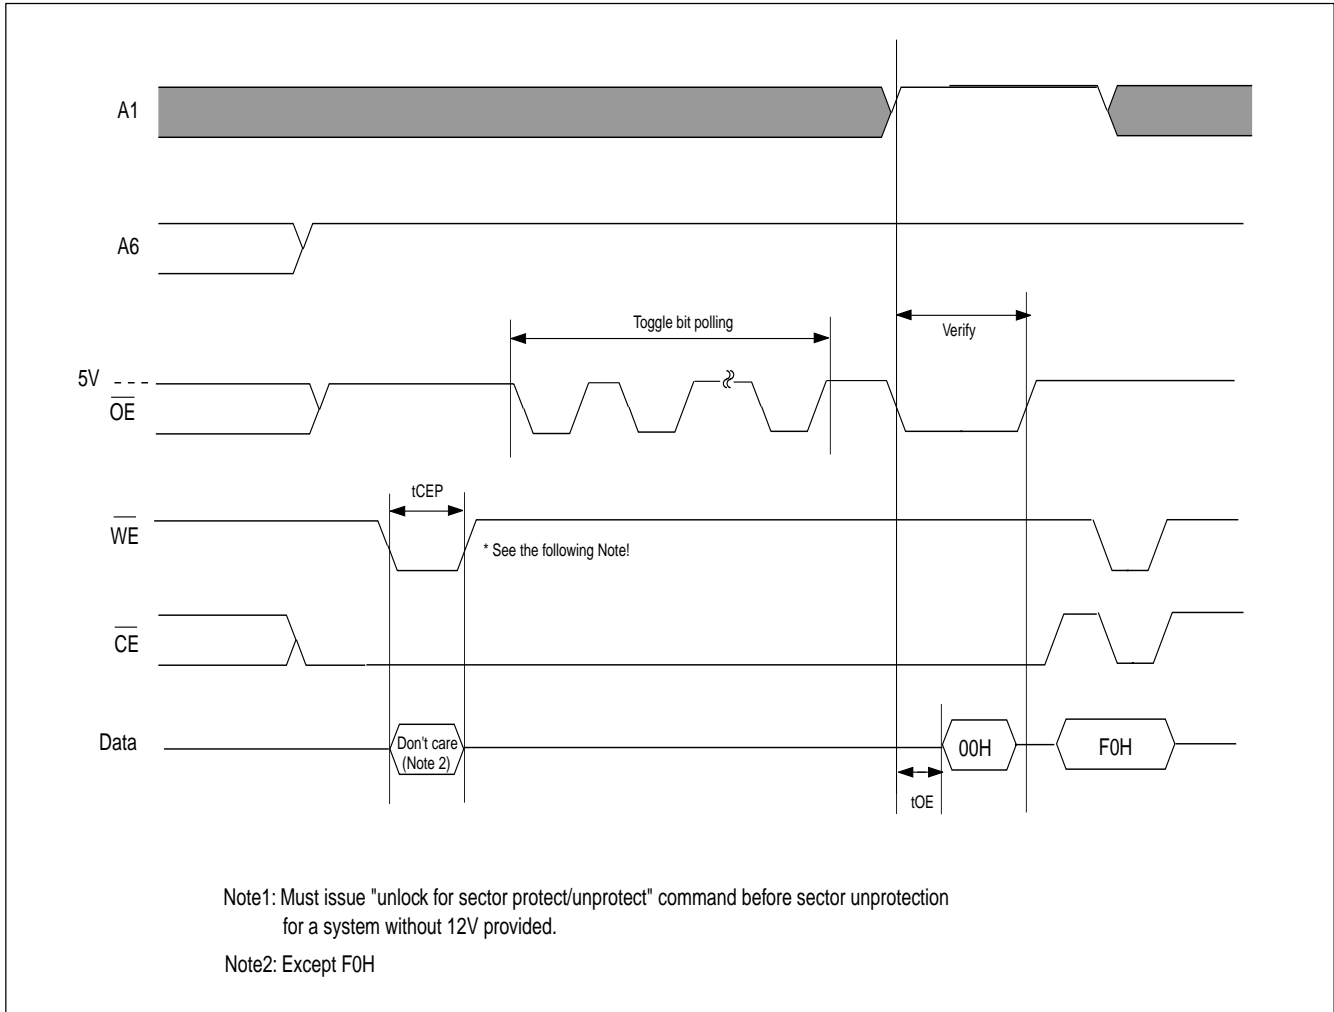 A1
A6
Toggle bit polling
Verify
5V
OE
tCEP
WE
* See the following Note!
CE
Data
Don't care
(Note 2)
00H
F0H
tOE
Note1: Must issue "unlock for sector protect/unprotect" command before sector unprotection
for a system without 12V provided.
Note2: Except F0H